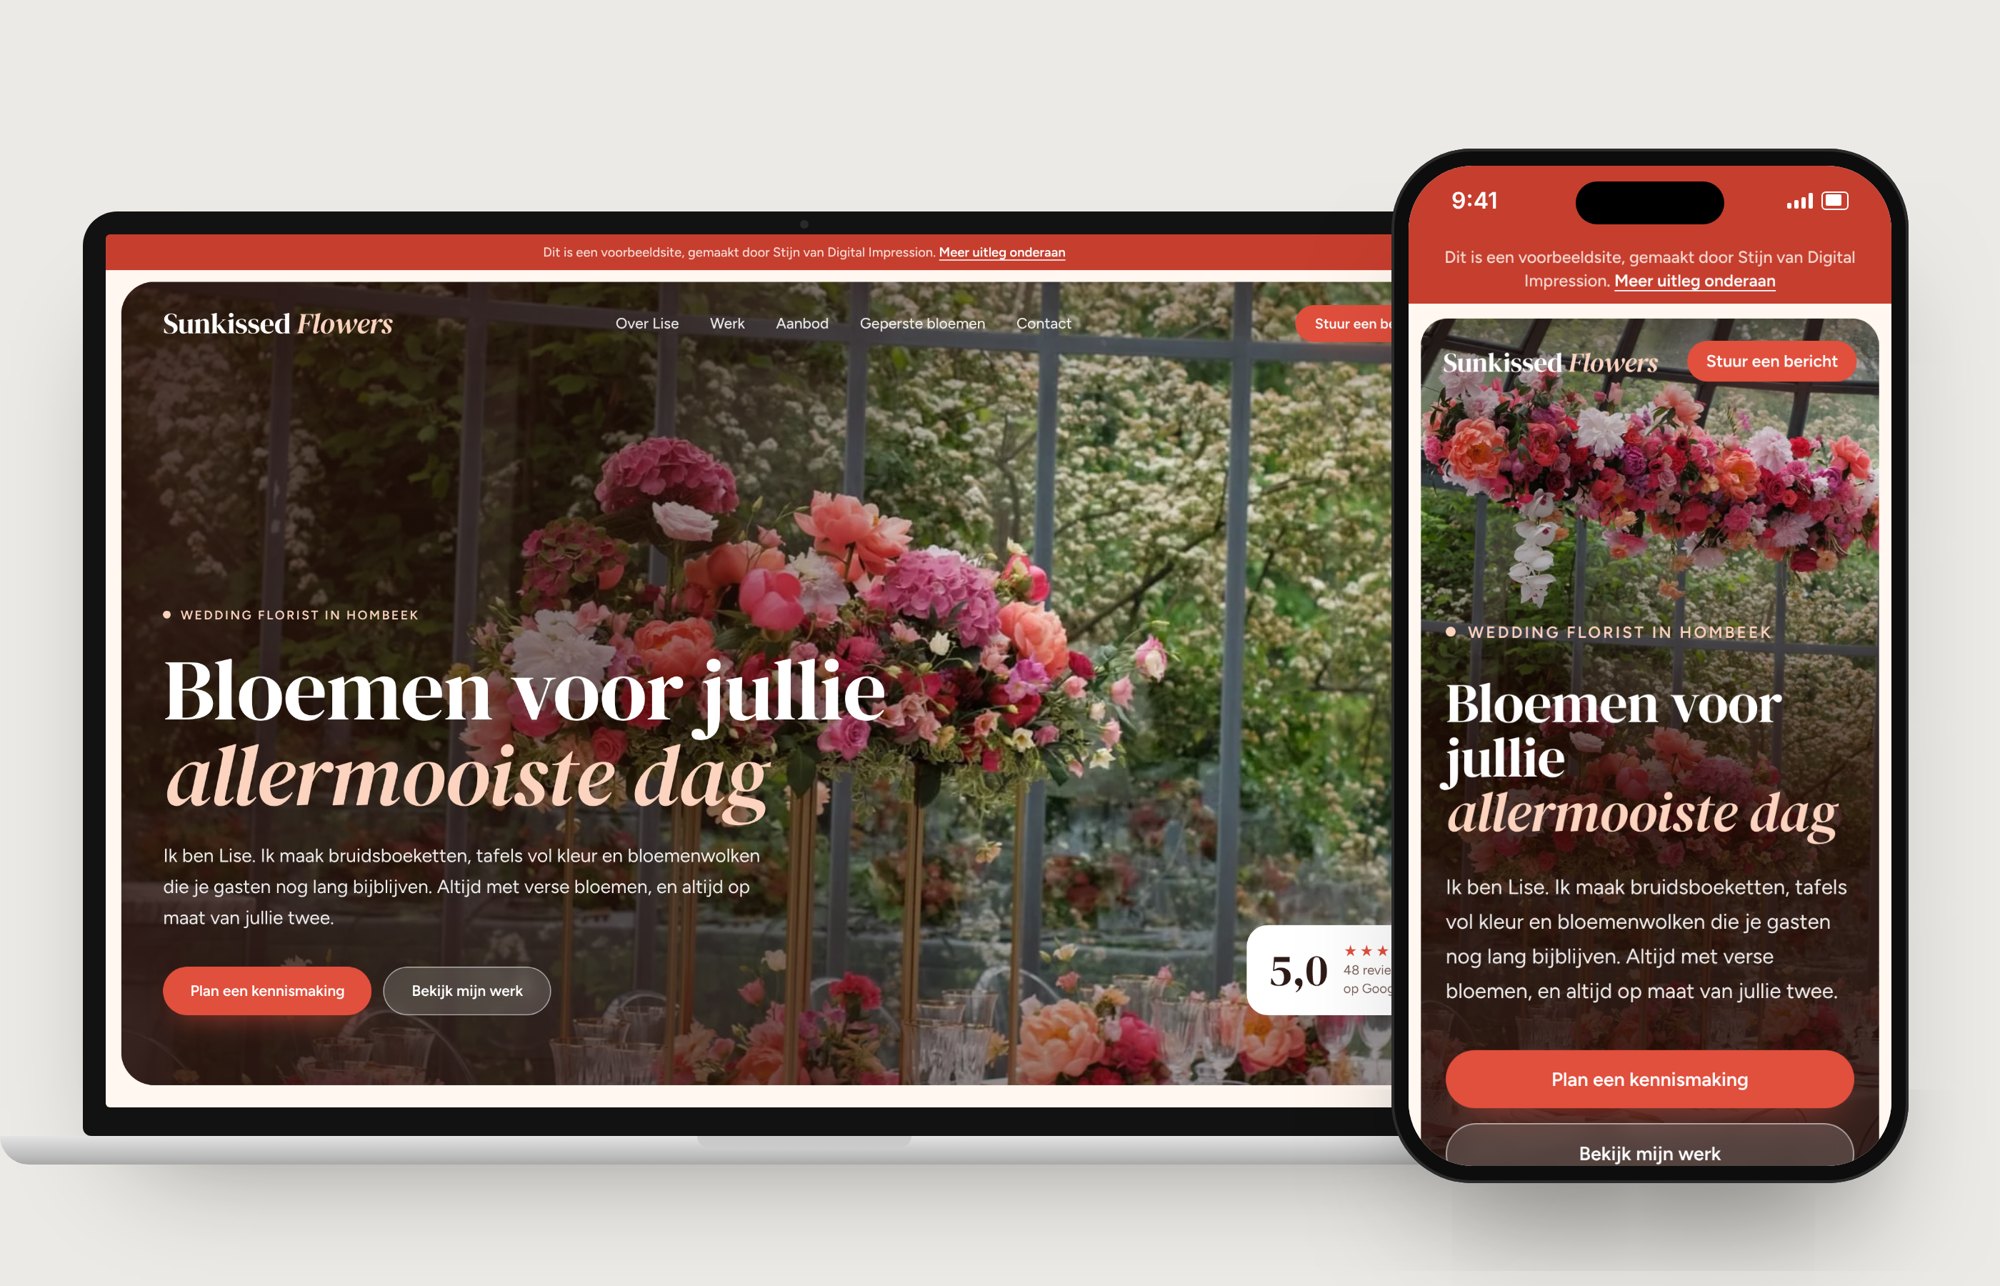 Dit is een voorbeeldsite, gemaakt door Stijn van Digital Impression. Meer uitleg onderaan
Sunkissed Flowers
Over Lise Werk Aanbod Geperste bloemen Contact
Stuur een
WEDDING FLORIST IN HOMBEEK
Bloemen voor jullie
allermooiste dag
Ik ben Lise. Ik maak bruidsboeketten, tafels vol kleur en bloemenwolken
die je gasten nog lang bijblijven. Altijd met verse bloemen, en altijd op
maat van jullie twee.
Plan een kennismaking
Bekijk mijn werk
5,0
48
op
9:41
Dit is een voorbeeldsite, gemaakt door Stijn van Digital
Impression. Meer uitleg onderaan
Sunkissed Flowers
Stuur een bericht
WEDDING FLORIST IN HOMBEEK
Bloemen voor
jullie
allermooiste dag
Ik ben Lise. Ik maak bruidsboeketten, tafels
vol kleur en bloemenwolken die je gasten
nog lang bijblijven. Altijd met verse
bloemen, en altijd op maat van jullie twee.
Plan een kennismaking
Bekijk mijn werk